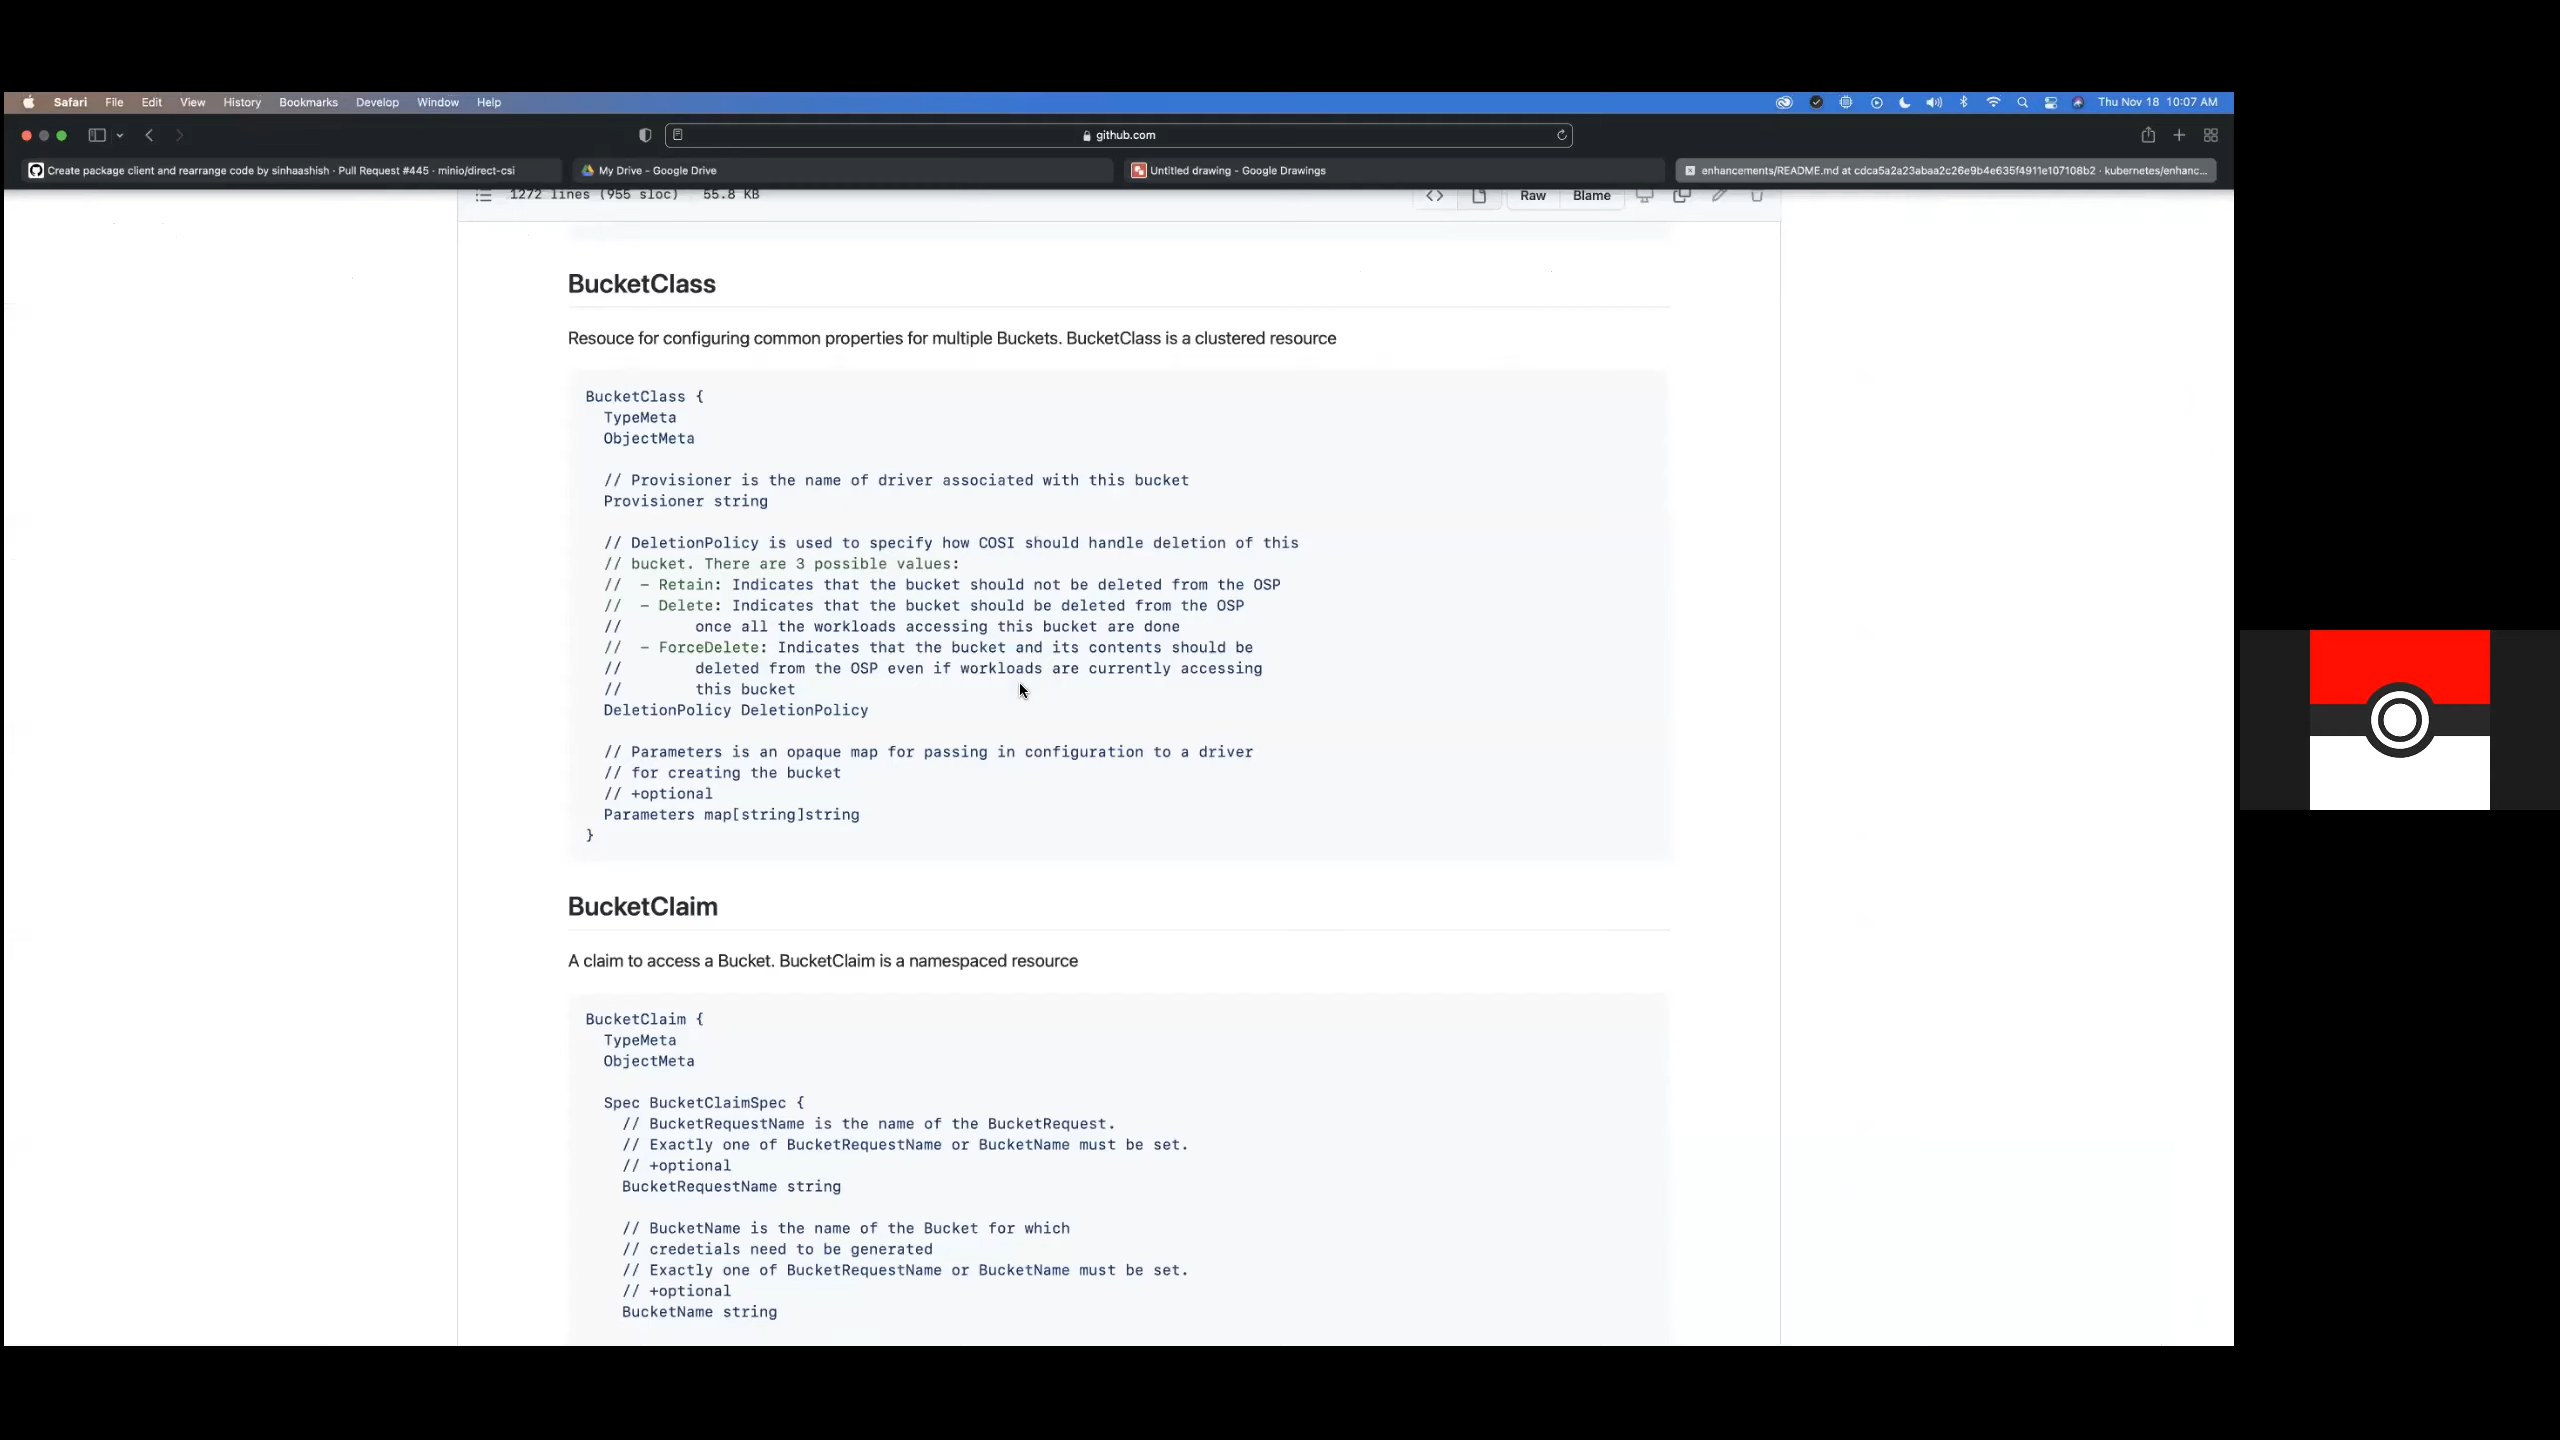 Safari File Edit View History Bookmarks Develop Window Help Thu Nov 18 10:07 AM
github.com
Create package client and rearrange code by sinhaashish · Pull Request #445 · minio/direct-csi My Drive - Google Drive Untitled drawing - Google Drawings enhancements/README.md at cdca5a2a23abaa2c26e9b4e635f4911e107108b2 · kubernetes/enhanc...
1272 lines (955 sloc) 55.8 KB Raw Blame
BucketClass
Resouce for configuring common properties for multiple Buckets. BucketClass is a clustered resource
BucketClass {
TypeMeta
ObjectMeta
// Provisioner is the name of driver associated with this bucket
Provisioner string
// DeletionPolicy is used to specify how COSI should handle deletion of this
// bucket. There are 3 possible values:
// - Retain: Indicates that the bucket should not be deleted from the OSP
// - Delete: Indicates that the bucket should be deleted from the OSP
// once all the workloads accessing this bucket are done
// - ForceDelete: Indicates that the bucket and its contents should be
// deleted from the OSP even if workloads are currently accessing
// this bucket
DeletionPolicy DeletionPolicy
// Parameters is an opaque map for passing in configuration to a driver
// for creating the bucket
// +optional
Parameters map[string]string
}
BucketClaim
A claim to access a Bucket. BucketClaim is a namespaced resource
BucketClaim {
TypeMeta
ObjectMeta
Spec BucketClaimSpec {
// BucketRequestName is the name of the BucketRequest.
// Exactly one of BucketRequestName or BucketName must be set.
// +optional
BucketRequestName string
// BucketName is the name of the Bucket for which
// credetials need to be generated
// Exactly one of BucketRequestName or BucketName must be set.
// +optional
BucketName string